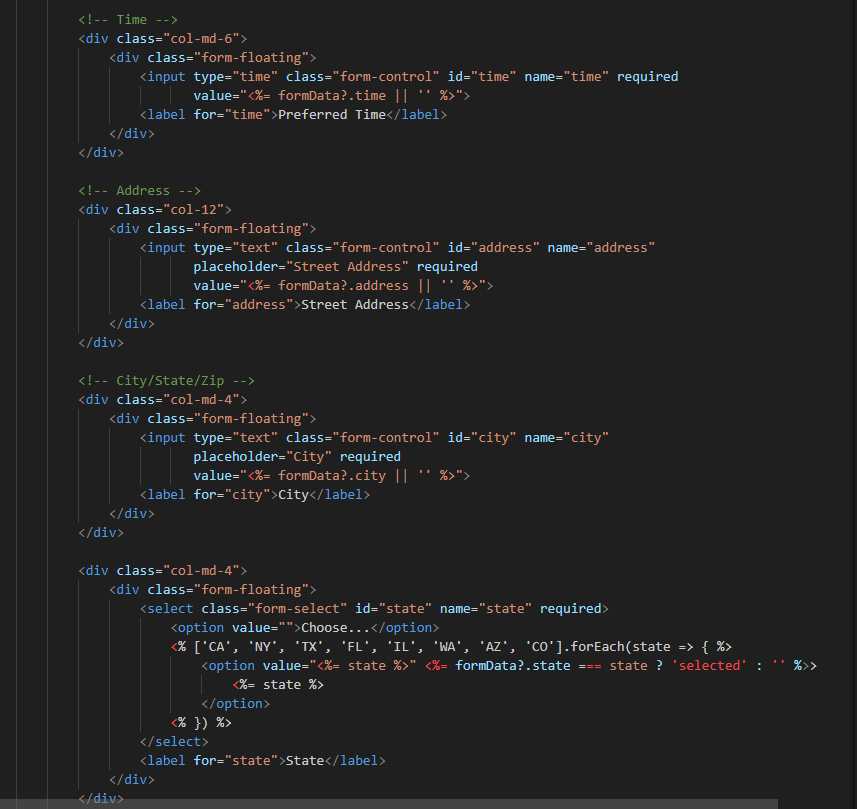 <!-- Time -->
<div class="col-md-6">
<div class="form-floating">
<input type="time" class="form-control" id="time" name="time" required
value="<%= formData?.time || '' %>">
<label for="time">Preferred Time</label>
</div>
</div>
<!-- Address -->
<div class="col-12">
<div class="form-floating">
<input type="text" class="form-control" id="address" name="address"
placeholder="Street Address" required
value="<%= formData?.address || '' %>">
<label for="address">Street Address</label>
</div>
</div>
<!-- City/State/Zip -->
<div class="col-md-4">
<div class="form-floating">
<input type="text" class="form-control" id="city" name="city"
placeholder="City" required
value="<%= formData?.city || '' %>">
<label for="city">City</label>
</div>
</div>
<div class="col-md-4">
<div class="form-floating">
<select class="form-select" id="state" name="state" required>
<option value="">Choose...</option>
<% ['CA', 'NY', 'TX', 'FL', 'IL', 'WA', 'AZ', 'CO'].forEach(state => { %>
<option value="<%= state %>" <%= formData?.state === state ? 'selected' : '' %>>
<%= state %>
</option>
<% }) %>
</select>
<label for="state">State</label>
</div>
</div>